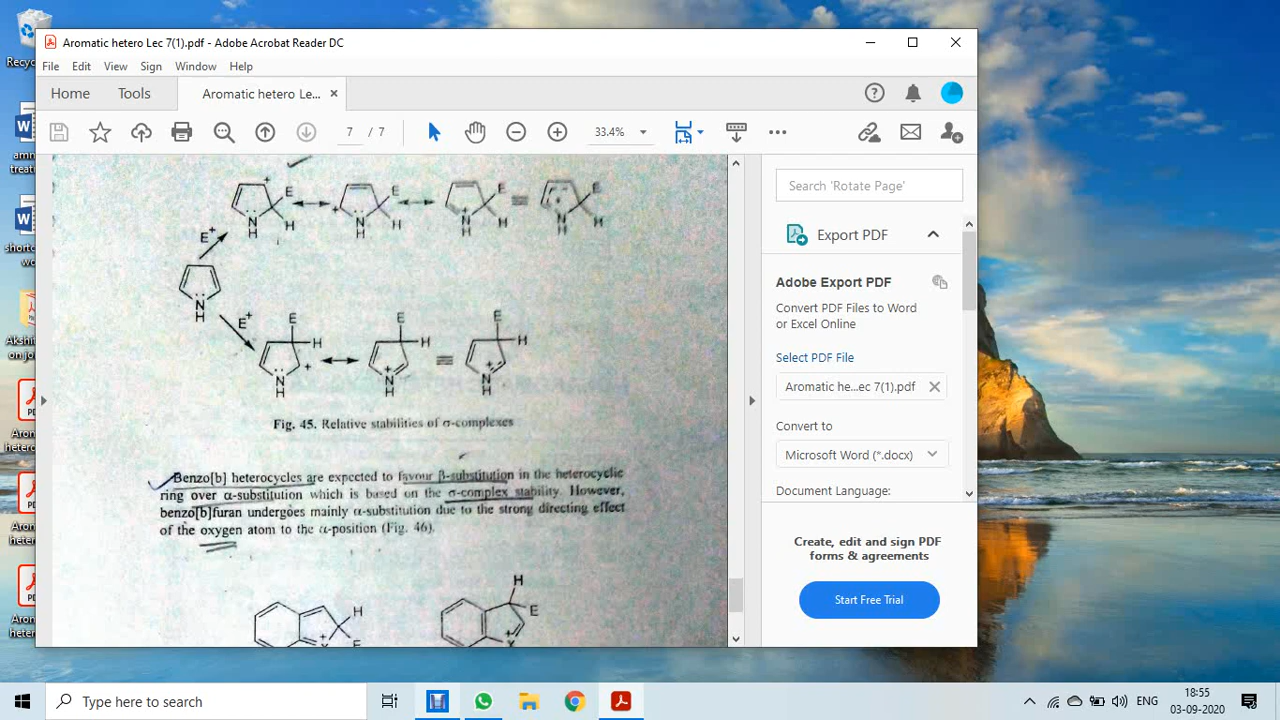 Recyc
Aromatic hetero Lec 7(1).pdf - Adobe Acrobat Reader DC
File Edit View Sign Window Help
Home Tools Aromatic hetero Le... ×
7 / 7 33.4%
E
H
N
H
+
E
H
N
H
+
E
H
N
H
E
H
N
H
E+
N
H
E+
E
H
+
N
H
E
H
+
N
H
E
H
+
N
H
Fig. 45. Relative stabilities of σ-complexes
Benzo[b] heterocycles are expected to favour β-substitution in the heterocyclic
ring over α-substitution which is based on the σ-complex stability. However,
benzo[b]furan undergoes mainly α-substitution due to the strong directing effect
of the oxygen atom to the α-position (Fig. 46).
H
+
H
E
+
Search 'Rotate Page'
Export PDF
Adobe Export PDF
Convert PDF Files to Word
or Excel Online
Select PDF File
Aromatic he...ec 7(1).pdf
Convert to
Microsoft Word (*.docx)
Document Language:
Create, edit and sign PDF
forms & agreements
Start Free Trial
Type here to search
ENG
18:55
03-09-2020